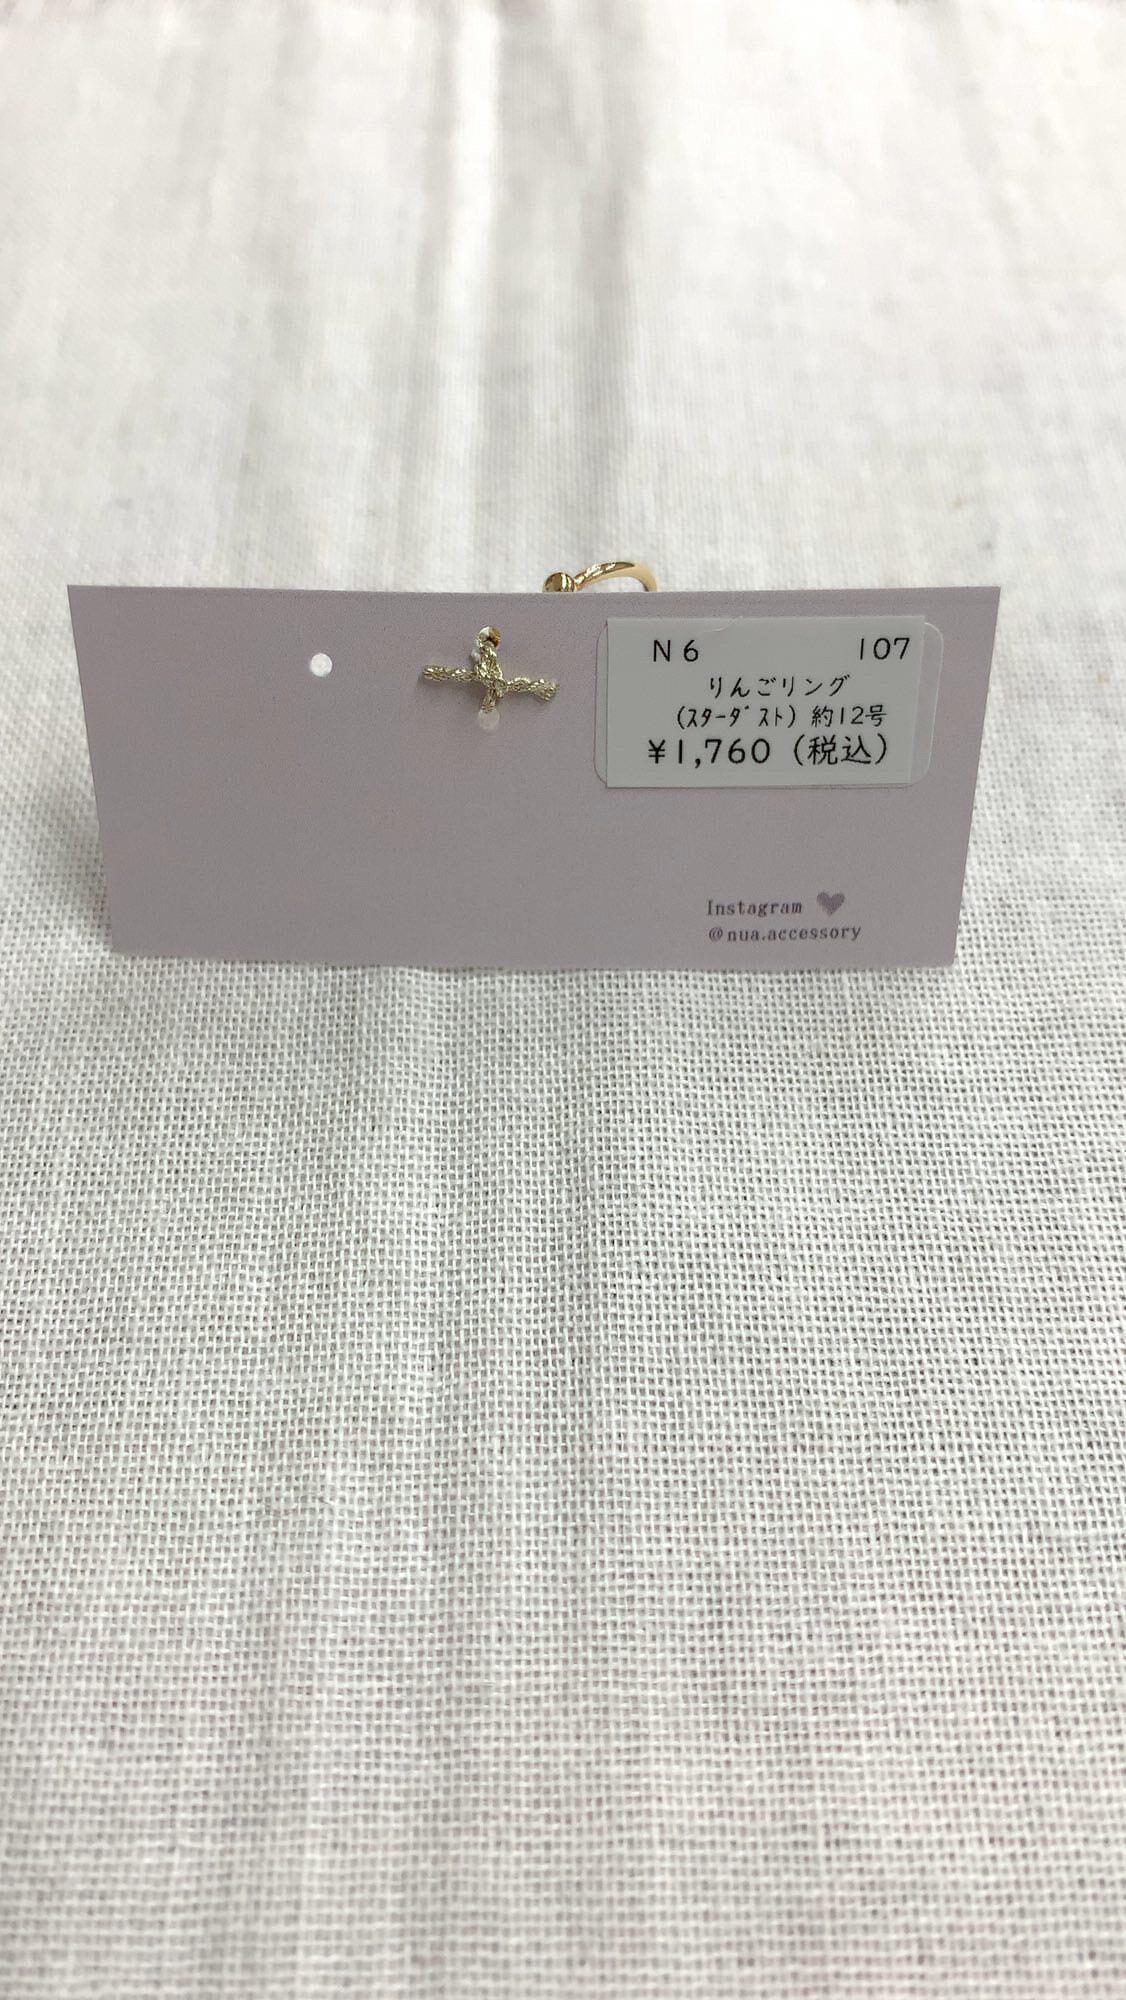 N6 107
りんごリング
(ｽﾀｰﾀﾞｽﾄ) 約12号
¥1,760 (税込)
Instagram
@nua.accessory